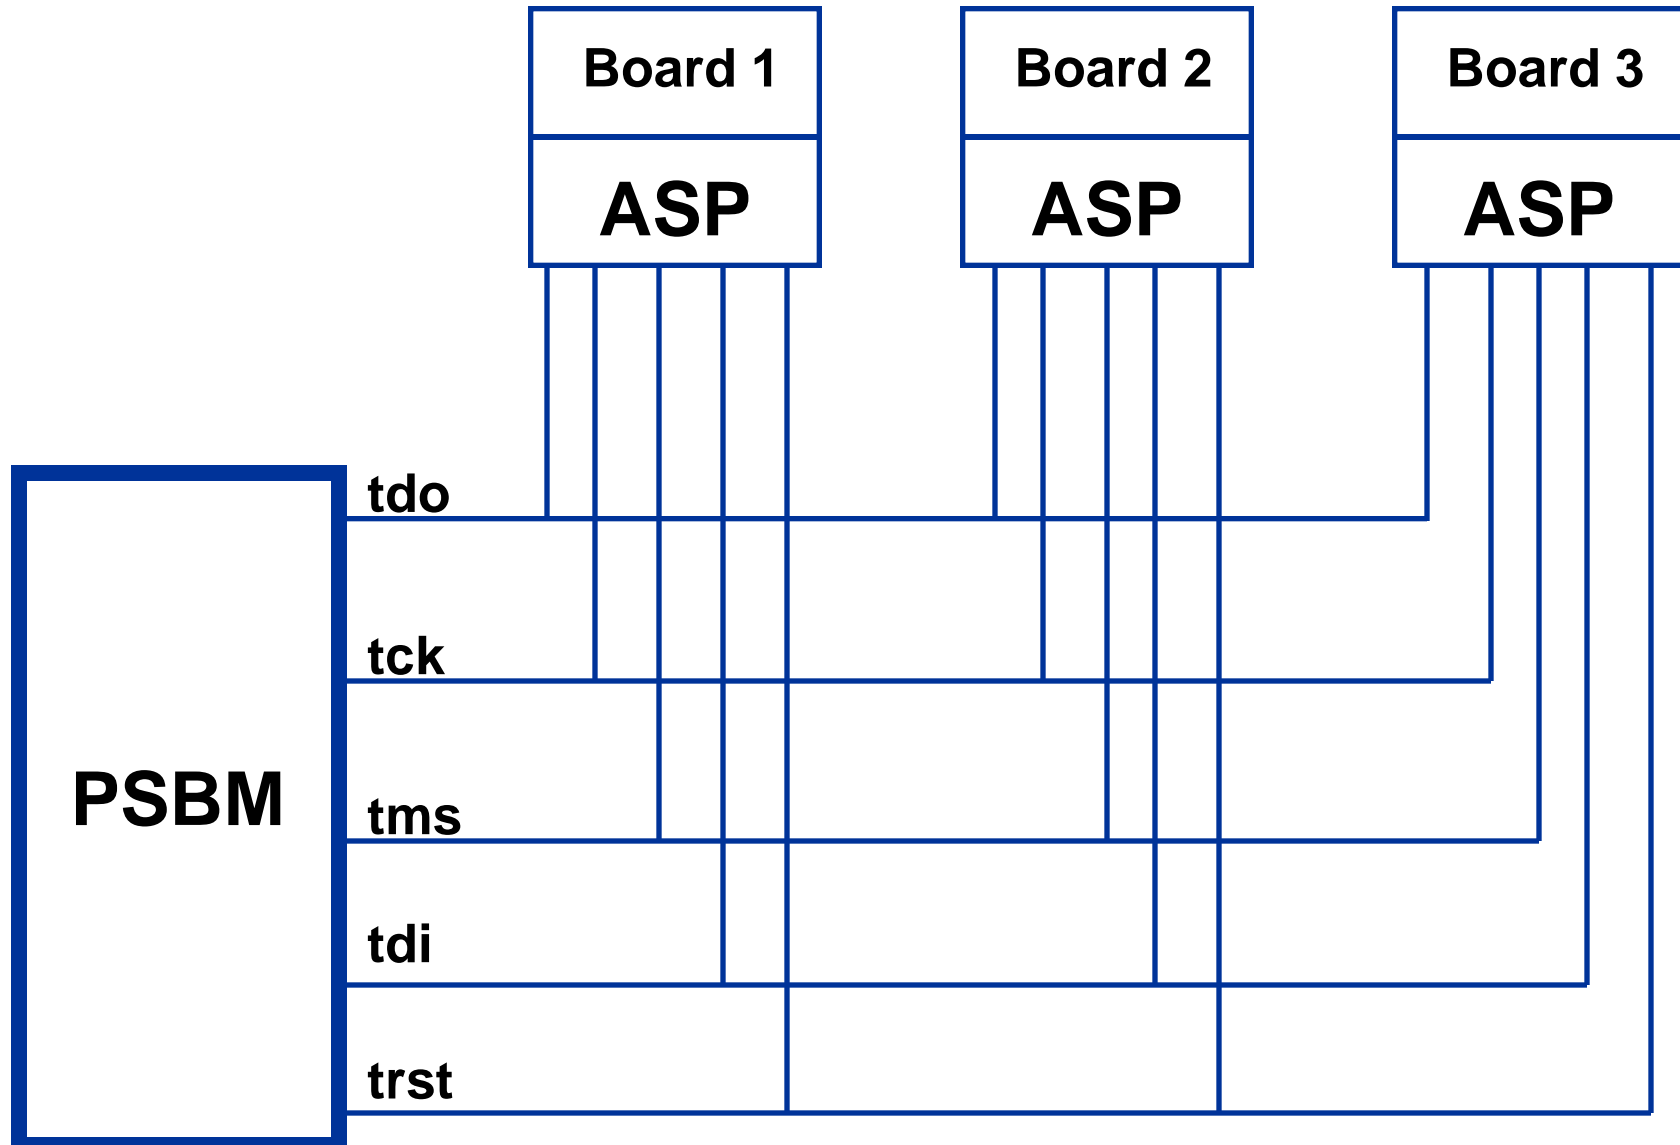 Board 1
Board 2
Board 3
ASP
ASP
ASP
tdo
tck
PSBM
tms
tdi
trst